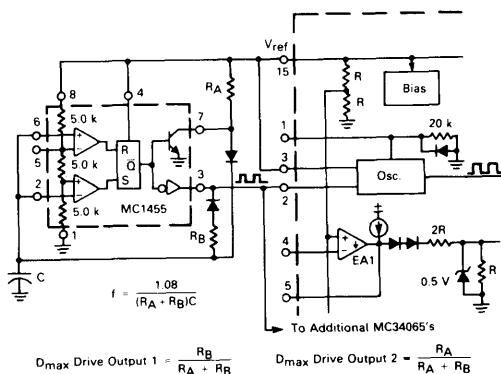 Vref
15
RA
R
R
Bias
8
4
5.0 k
6
7
1
20 k
5
5.0 k
R
Q
3
S
Osc.
2
3
2
5.0 k
MC1455
RB
1
4
EA1
2R
C
5
0.5 V
R
f = 1.08 / (RA + RB)C
To Additional MC34065's
Dmax Drive Output 1 = RB / RA + RB
Dmax Drive Output 2 = RA / RA + RB